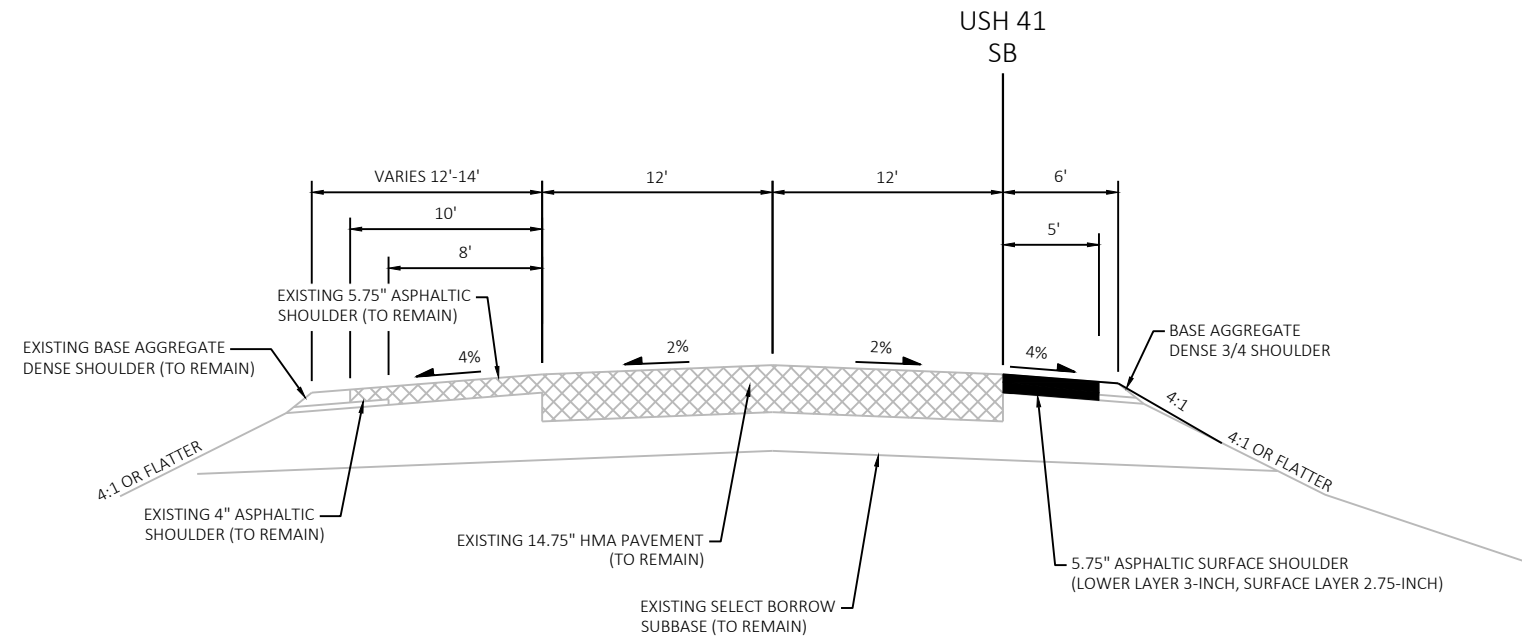 USH 41
SB
VARIES 12'-14'
12'
12'
6'
10'
5'
8'
EXISTING 5.75" ASPHALTIC
SHOULDER (TO REMAIN)
EXISTING BASE AGGREGATE
DENSE SHOULDER (TO REMAIN)
4%
2%
2%
4%
BASE AGGREGATE
DENSE 3/4 SHOULDER
4:1
4:1 OR FLATTER
4:1 OR FLATTER
EXISTING 4" ASPHALTIC
SHOULDER (TO REMAIN)
EXISTING 14.75" HMA PAVEMENT
(TO REMAIN)
5.75" ASPHALTIC SURFACE SHOULDER
(LOWER LAYER 3-INCH, SURFACE LAYER 2.75-INCH)
EXISTING SELECT BORROW
SUBBASE (TO REMAIN)